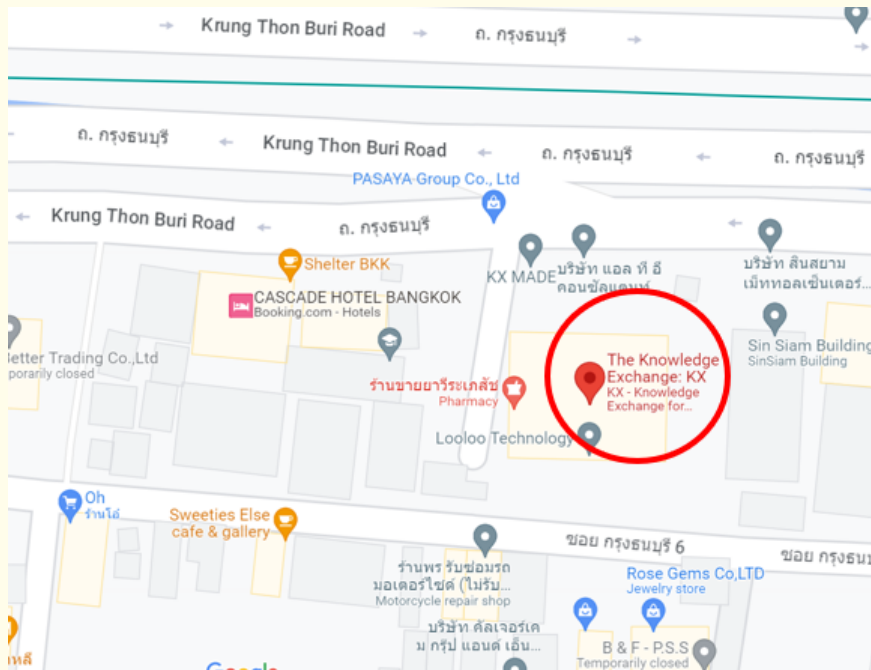 Krung Thon Buri Road
ถ. กรุงธนบุรี
ถ. กรุงธนบุรี
Krung Thon Buri Road
ถ. กรุงธนบุรี
ถ. กรุงธนบุรี
PASAYA Group Co., Ltd
Krung Thon Buri Road
ถ. กรุงธนบุรี
Shelter BKK
KX MADE
บริษัท แอล ที อี
คอนซัลแตนท์
บริษัท สินสยาม
เม็ททอลเซ็นเตอร์...
CASCADE HOTEL BANGKOK
Booking.com - Hotels
etter Trading Co.,Ltd
porarily closed
The Knowledge
Exchange: KX
KX - Knowledge
Exchange for...
Sin Siam Building
SinSiam Building
ร้านขายยาวีระเภสัช
Pharmacy
Looloo Technology
Oh
ร้านโอ๋
Sweeties Else
cafe & gallery
ซอย กรุงธนบุรี 6
ซอย กรุงธน
ร้านพร รับซ่อมรถ
มอเตอร์ไซค์ (ไม่รับ...
Motorcycle repair shop
Rose Gems Co,LTD
Jewelry store
บริษัท คัลเจอร์เค
ม กรุ๊ป แอนด์ เอ็น...
B & F - P.S.S
Temporarily closed
หลี
Google